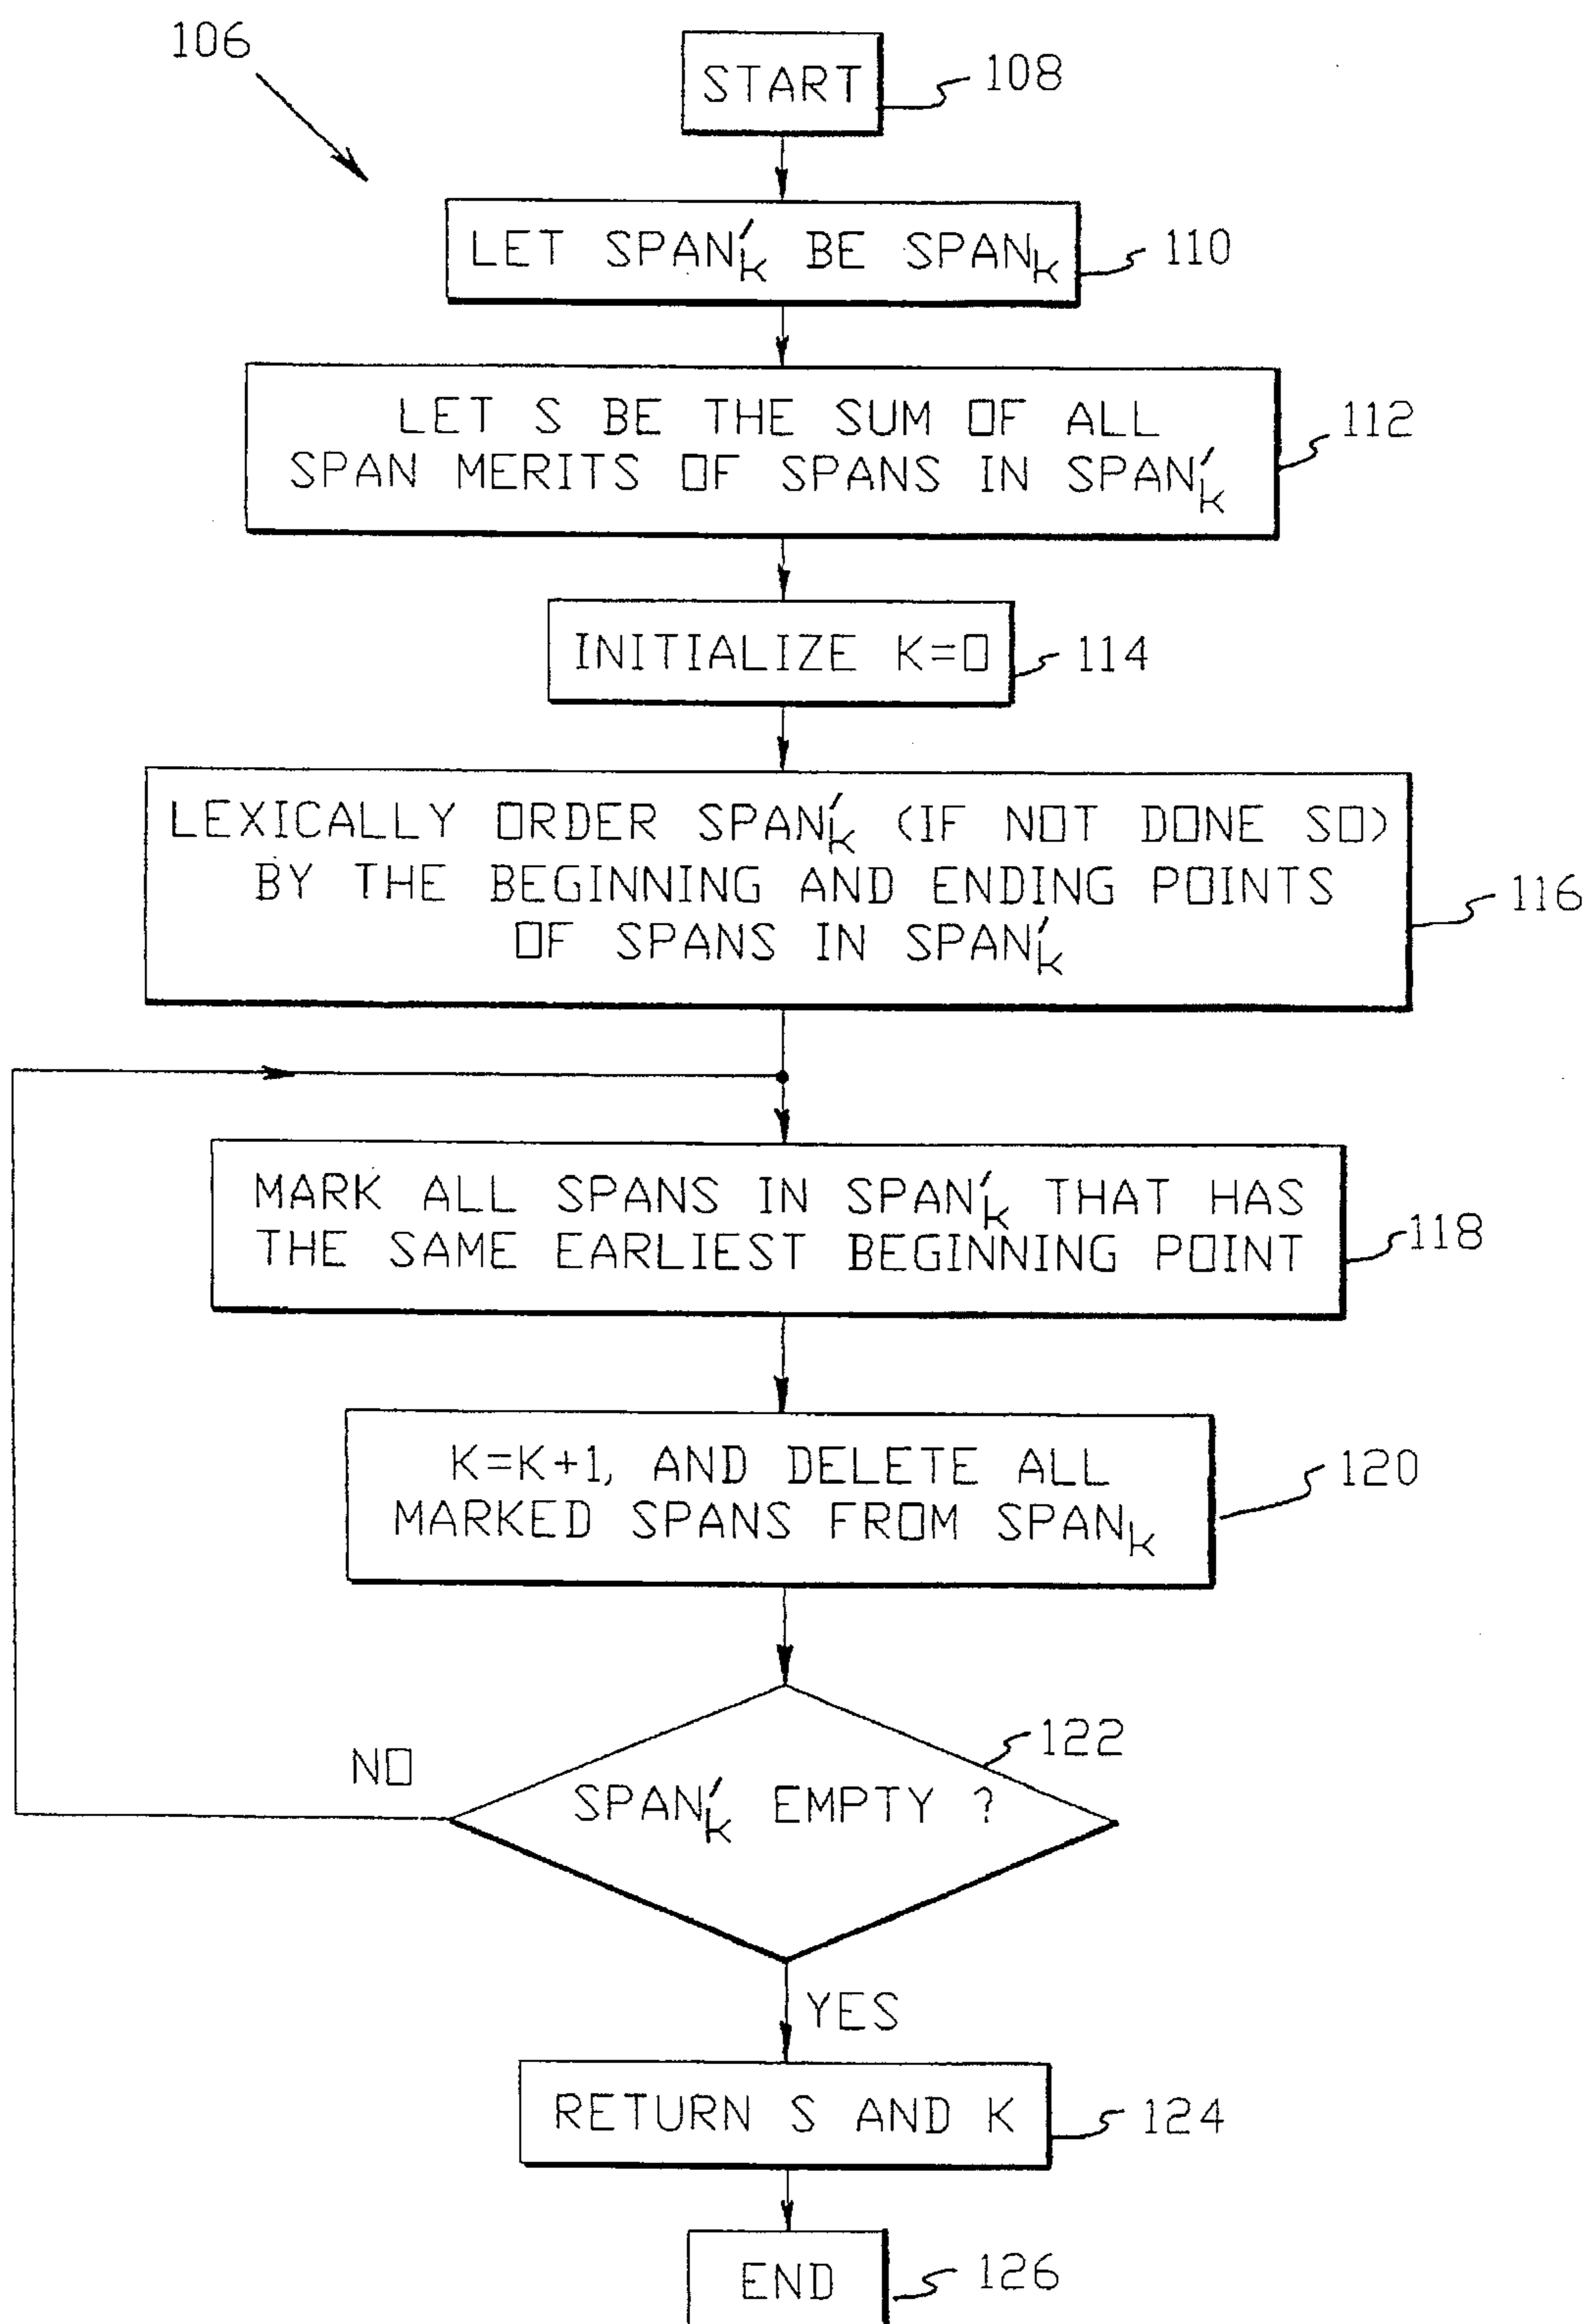 106
START
108
LET SPAN'k BE SPANk
110
LET S BE THE SUM OF ALL
SPAN MERITS OF SPANS IN SPAN'k
112
INITIALIZE K=0
114
LEXICALLY ORDER SPAN'k (IF NOT DONE SO)
BY THE BEGINNING AND ENDING POINTS
OF SPANS IN SPAN'k
116
MARK ALL SPANS IN SPAN'k THAT HAS
THE SAME EARLIEST BEGINNING POINT
118
K=K+1, AND DELETE ALL
MARKED SPANS FROM SPANk
120
122
NO
SPAN'k EMPTY ?
YES
RETURN S AND K
124
END
126